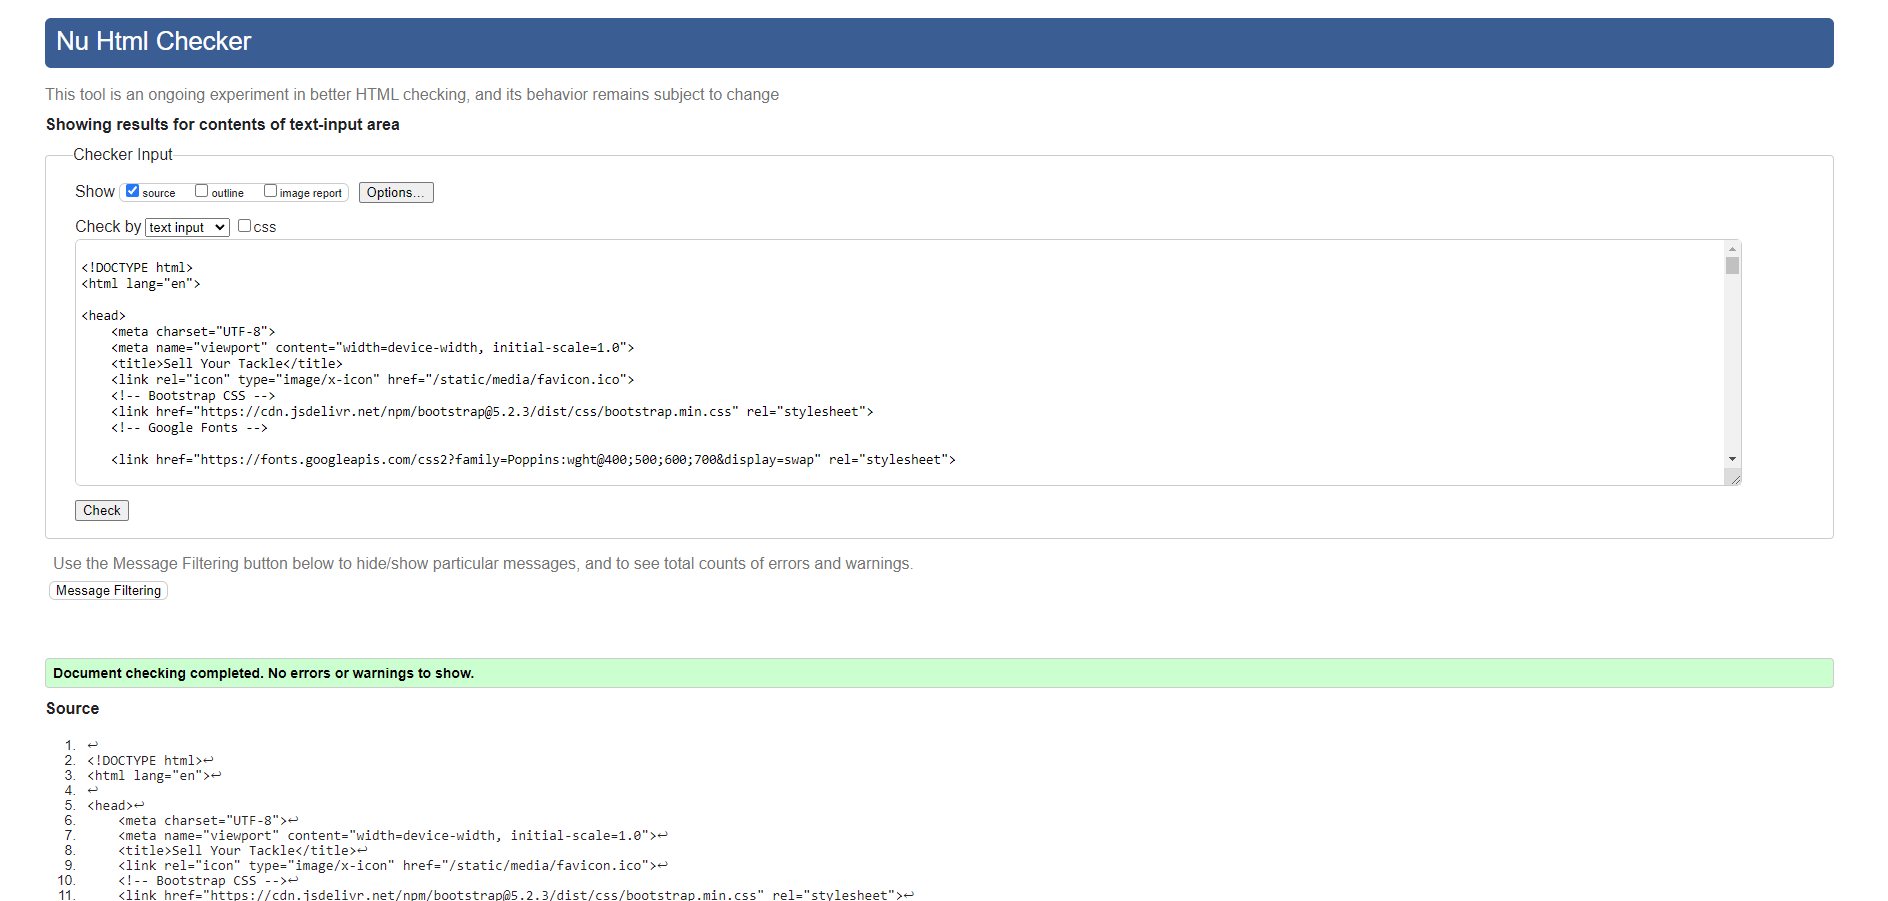 Nu Html Checker
This tool is an ongoing experiment in better HTML checking, and its behavior remains subject to change
Showing results for contents of text-input area
Checker Input
Show source outline image report Options...
Check by text input css
<!DOCTYPE html>
<html lang="en">
<head>
    <meta charset="UTF-8">
    <meta name="viewport" content="width=device-width, initial-scale=1.0">
    <title>Sell Your Tackle</title>
    <link rel="icon" type="image/x-icon" href="/static/media/favicon.ico">
    <!-- Bootstrap CSS -->
    <link href="https://cdn.jsdelivr.net/npm/bootstrap@5.2.3/dist/css/bootstrap.min.css" rel="stylesheet">
    <!-- Google Fonts -->
    <link href="https://fonts.googleapis.com/css2?family=Poppins:wght@400;500;600;700&display=swap" rel="stylesheet">
Check
Use the Message Filtering button below to hide/show particular messages, and to see total counts of errors and warnings.
Message Filtering
Document checking completed. No errors or warnings to show.
Source
1. ↩
2. <!DOCTYPE html>↩
3. <html lang="en">↩
4. ↩
5. <head>↩
6.     <meta charset="UTF-8">↩
7.     <meta name="viewport" content="width=device-width, initial-scale=1.0">↩
8.     <title>Sell Your Tackle</title>↩
9.     <link rel="icon" type="image/x-icon" href="/static/media/favicon.ico">↩
10.     <!-- Bootstrap CSS -->↩
11.     <link href="https://cdn.jsdelivr.net/npm/bootstrap@5.2.3/dist/css/bootstrap.min.css" rel="stylesheet">↩